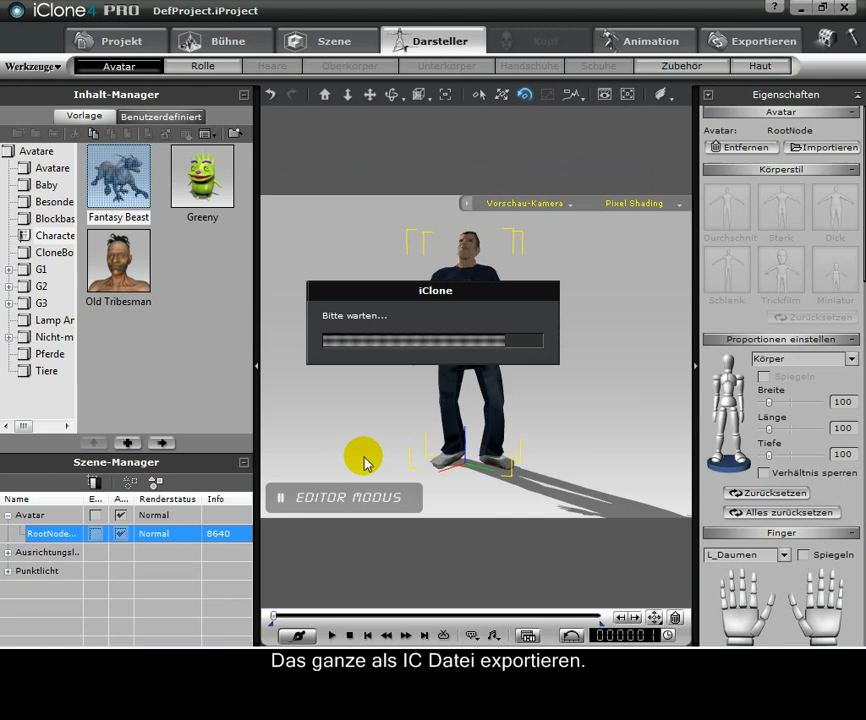 iClone4 PRO DefProject.iProject
Projekt Bühne Szene Darsteller Kopf Animation Exportieren
Werkzeuge Avatar Rolle Haare Oberkörper Unterkörper Handschuhe Schuhe Zubehör Haut
Inhalt-Manager
Vorlage Benutzerdefiniert
Avatare
Avatare
Baby
Besonde
Blockbas
Characte
CloneBo
G1
G2
G3
Lamp Ar
Nicht-m
Pferde
Tiere
Fantasy Beast
Greeny
Old Tribesman
Szene-Manager
Name E... A... Renderstatus Info
Avatar Normal
RootNode... Normal 8640
Ausrichtungsl..
Punktlicht
Vorschau-Kamera Pixel Shading
iClone
Bitte warten...
EDITOR MODUS
000001
Eigenschaften
Avatar
Avatar: RootNode
Entfernen Importieren
Körperstil
Durchschnit Stark Dick
Schlank Trickfilm Miniatur
Zurücksetzen
Proportionen einstellen
Körper
Spiegeln
Breite
100
Länge
100
Tiefe
100
Verhältnis sperren
Zurücksetzen
Alles zurücksetzen
Finger
L_Daumen Spiegeln
Das ganze als IC Datei exportieren.